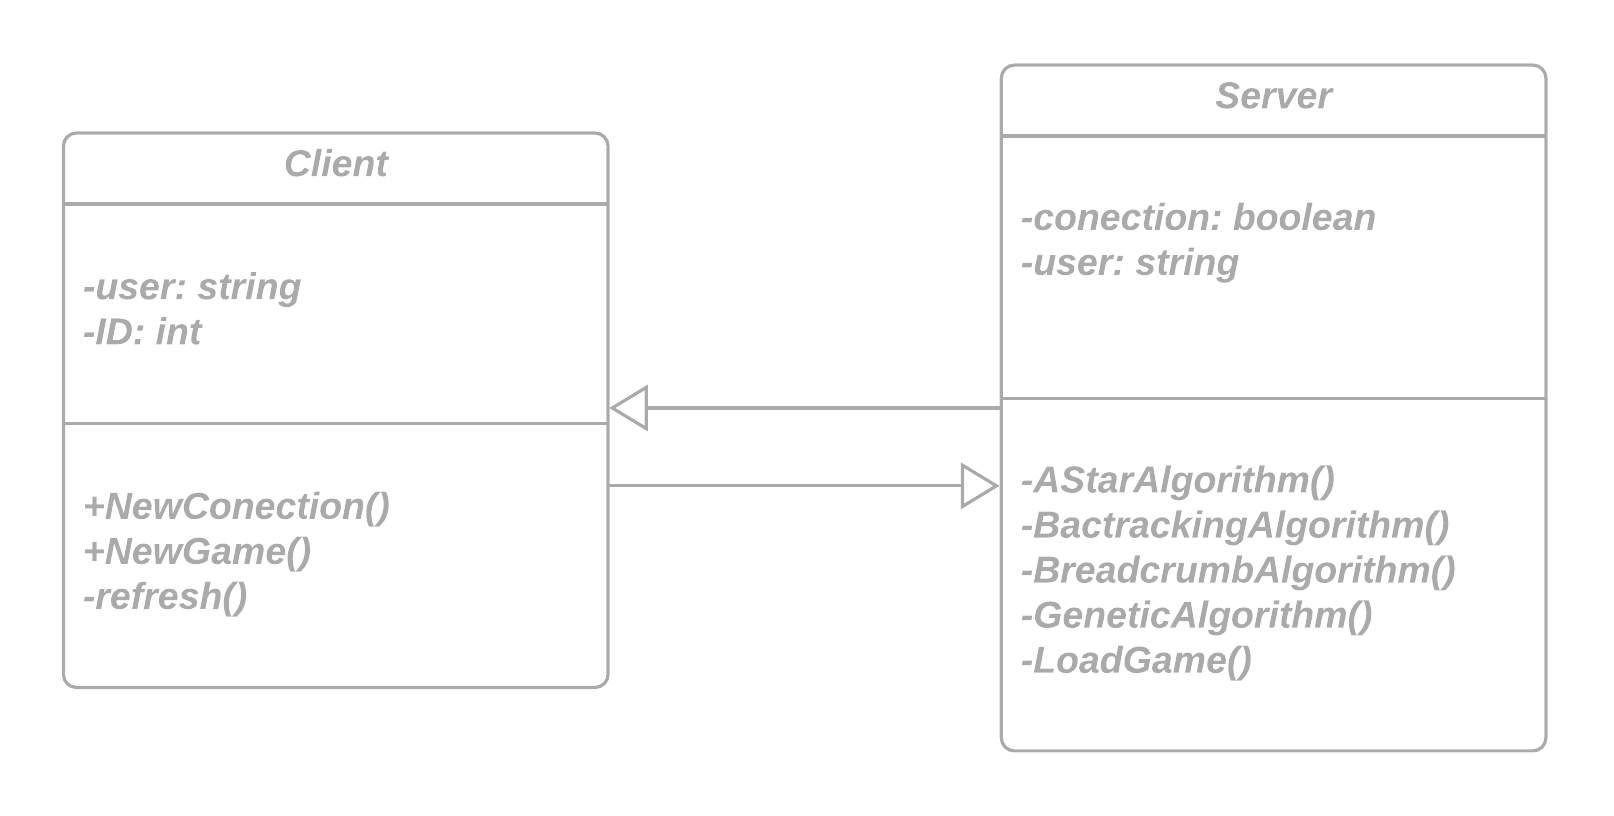 Client
-user: string
-ID: int
+NewConection()
+NewGame()
-refresh()
Server
-conection: boolean
-user: string
-AStarAlgorithm()
-BactrackingAlgorithm()
-BreadcrumbAlgorithm()
-GeneticAlgorithm()
-LoadGame()